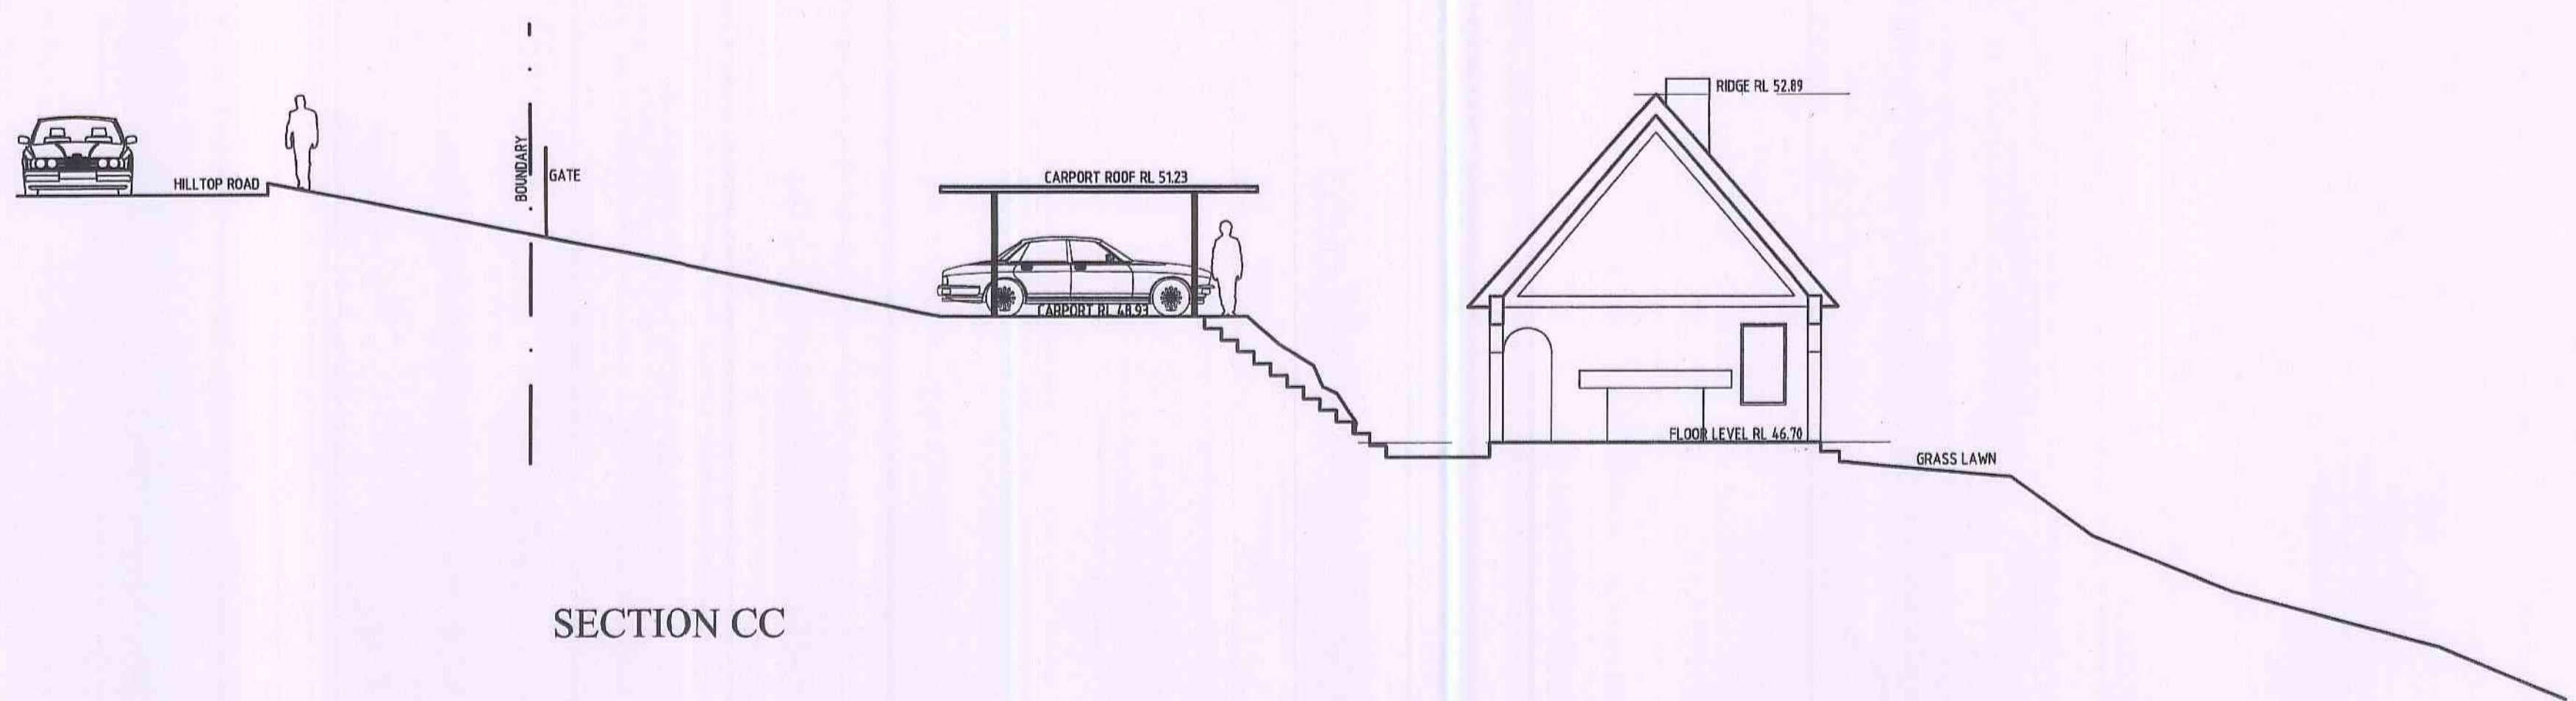 HILLTOP ROAD
BOUNDARY
GATE
CARPORT ROOF RL 51.23
CARPORT RL 48.93
RIDGE RL 52.89
FLOOR LEVEL RL 46.70
GRASS LAWN
SECTION CC